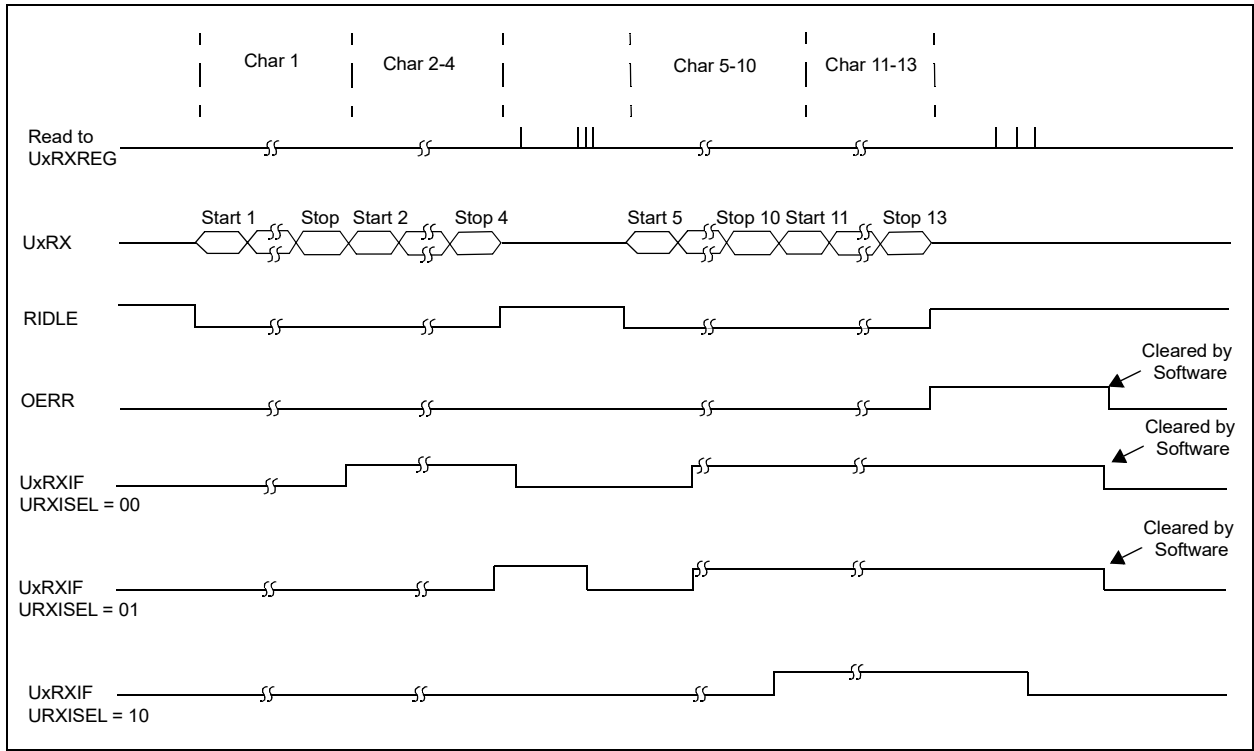 Char 1
Char 2-4
Char 5-10
Char 11-13
Read to
UxRXREG
Start 1
Stop
Start 2
Stop 4
Start 5
Stop 10
Start 11
Stop 13
UxRX
RIDLE
Cleared by
Software
OERR
Cleared by
Software
UxRXIF
URXISEL = 00
Cleared by
Software
UxRXIF
URXISEL = 01
UxRXIF
URXISEL = 10